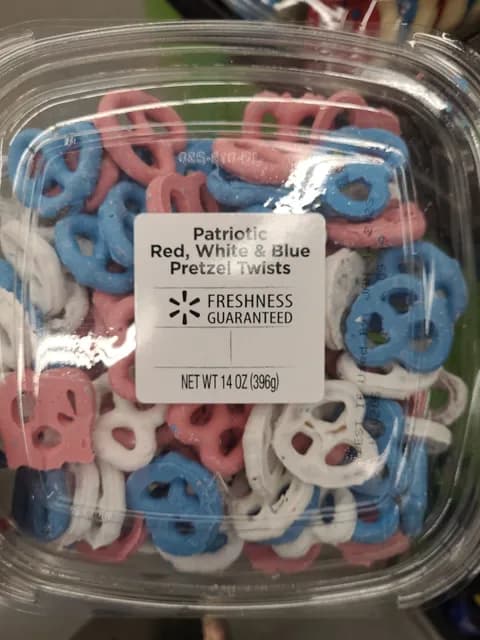 Patriotic
Red, White & Blue
Pretzel Twists
FRESHNESS
GUARANTEED
NET WT 14 OZ (396g)